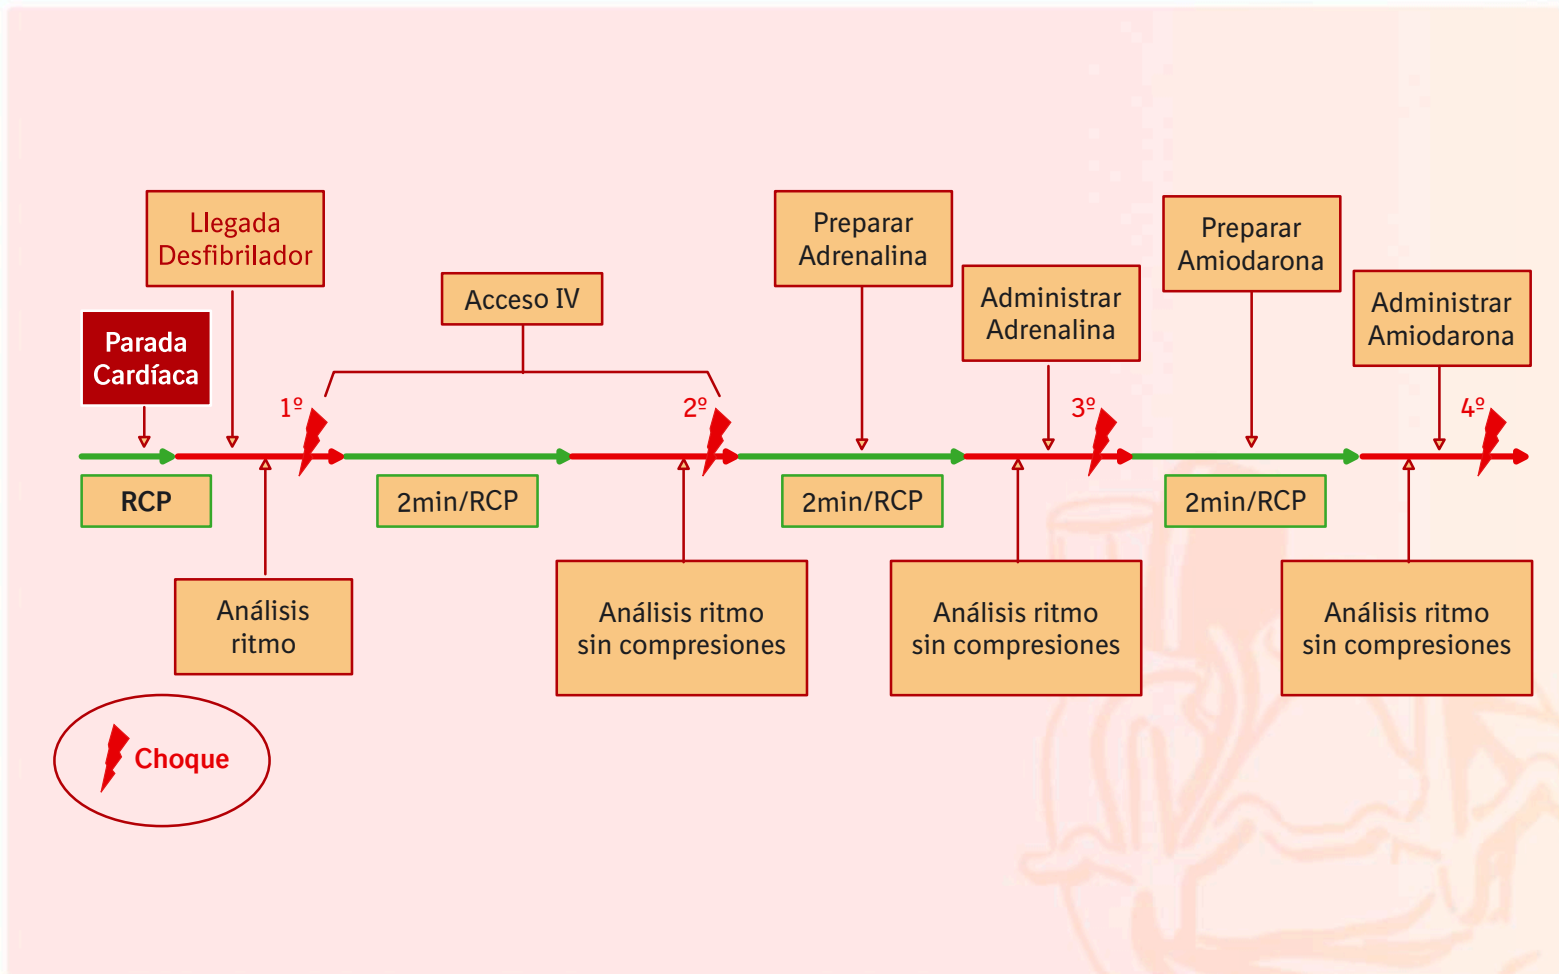 Llegada
Desfibrilador
Preparar
Adrenalina
Preparar
Amiodarona
Acceso IV
Administrar
Adrenalina
Administrar
Amiodarona
Parada
Cardíaca
1º
2º
3º
4º
RCP
2min/RCP
2min/RCP
2min/RCP
Análisis
ritmo
Análisis ritmo
sin compresiones
Análisis ritmo
sin compresiones
Análisis ritmo
sin compresiones
Choque